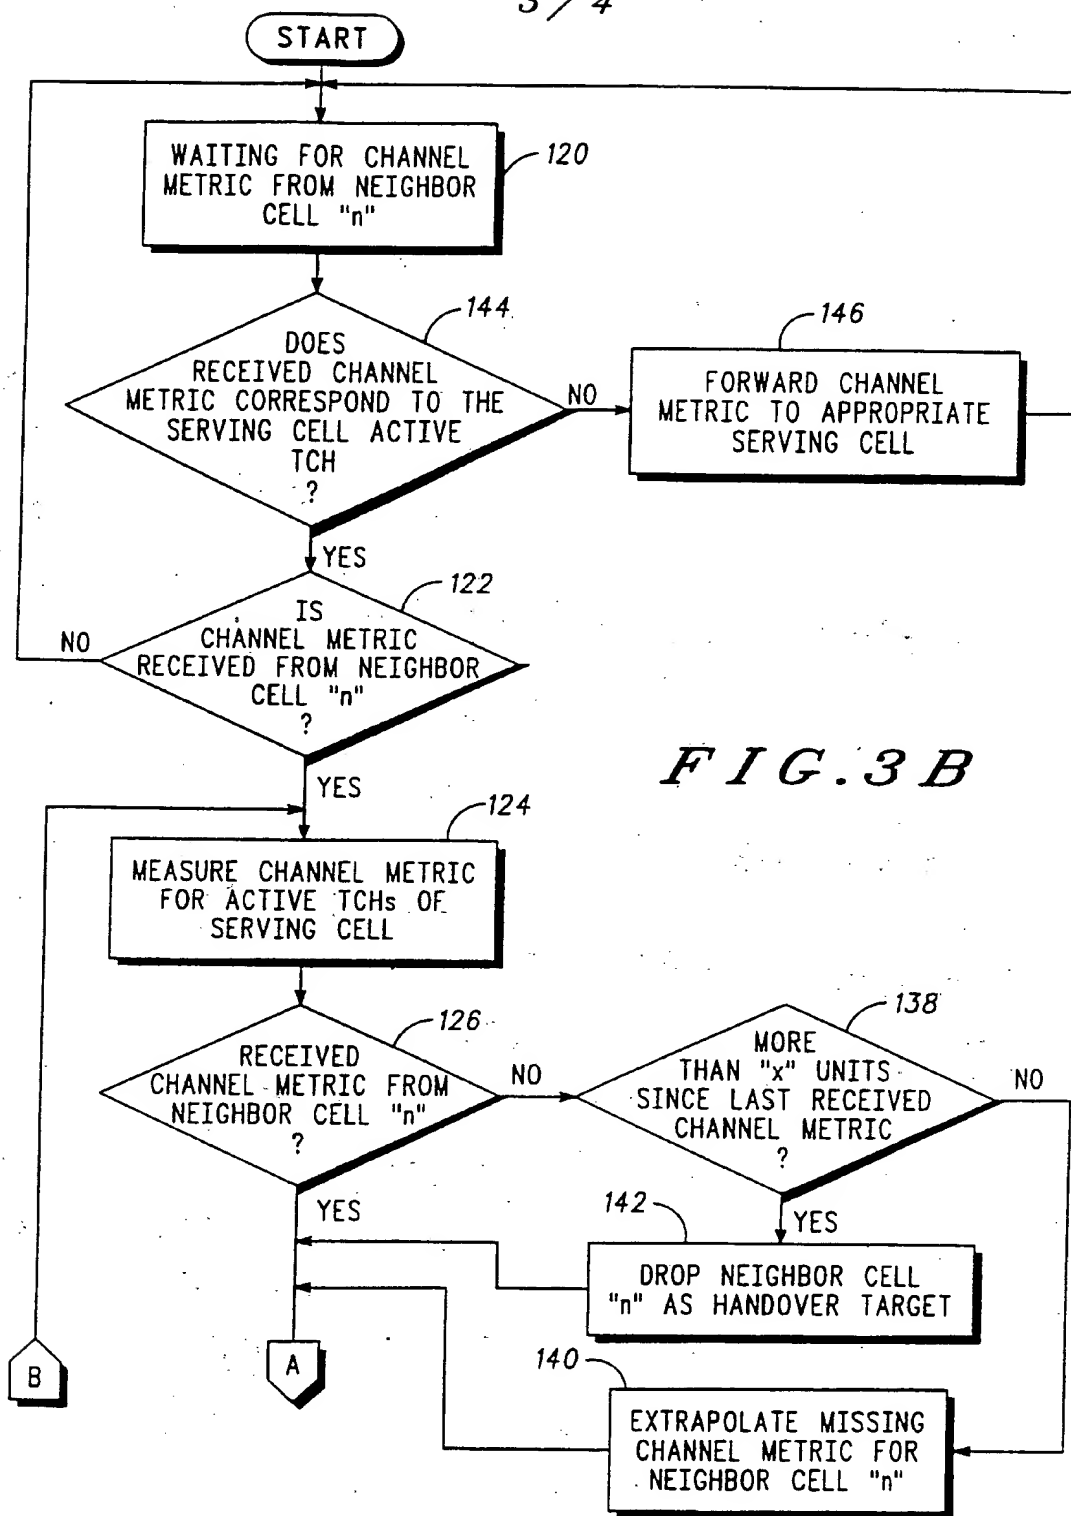 3/4
START
WAITING FOR CHANNEL
METRIC FROM NEIGHBOR
CELL "n"
120
144
DOES
RECEIVED CHANNEL
METRIC CORRESPOND TO THE
SERVING CELL ACTIVE
TCH
?
NO
146
FORWARD CHANNEL
METRIC TO APPROPRIATE
SERVING CELL
YES
122
IS
CHANNEL METRIC
RECEIVED FROM NEIGHBOR
CELL "n"
?
NO
YES
FIG.3B
124
MEASURE CHANNEL METRIC
FOR ACTIVE TCHs OF
SERVING CELL
126
RECEIVED
CHANNEL METRIC FROM
NEIGHBOR CELL "n"
?
NO
138
MORE
THAN "x" UNITS
SINCE LAST RECEIVED
CHANNEL METRIC
?
NO
YES
YES
142
DROP NEIGHBOR CELL
"n" AS HANDOVER TARGET
B
A
140
EXTRAPOLATE MISSING
CHANNEL METRIC FOR
NEIGHBOR CELL "n"